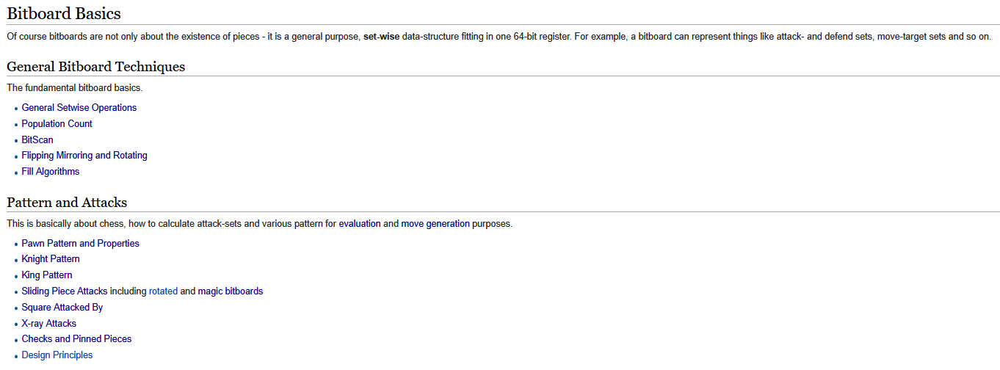 Bitboard Basics
Of course bitboards are not only about the existence of pieces - it is a general purpose, set-wise data-structure fitting in one 64-bit register. For example, a bitboard can represent things like attack- and defend sets, move-target sets and so on.
General Bitboard Techniques
The fundamental bitboard basics.
General Setwise Operations
Population Count
BitScan
Flipping Mirroring and Rotating
Fill Algorithms
Pattern and Attacks
This is basically about chess, how to calculate attack-sets and various pattern for evaluation and move generation purposes.
Pawn Pattern and Properties
Knight Pattern
King Pattern
Sliding Piece Attacks including rotated and magic bitboards
Square Attacked By
X-ray Attacks
Checks and Pinned Pieces
Design Principles